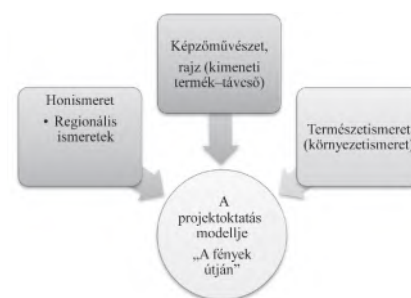 Képzőművészet,
rajz (kimeneti
termék–távcső)
Honismeret
• Regionális
ismeretek
Természetismeret
(környezetismeret)
A
projektoktatás
modellje
„A fények
útján”